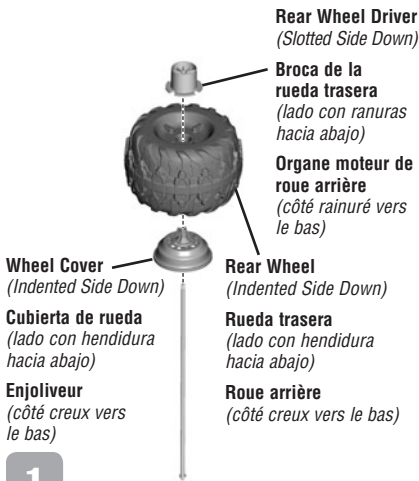 Rear Wheel Driver
(Slotted Side Down)
Broca de la
rueda trasera
(lado con ranuras
hacia abajo)
Organe moteur de
roue arrière
(côté rainuré vers
le bas)
Wheel Cover
(Indented Side Down)
Cubierta de rueda
(lado con hendidura
hacia abajo)
Enjoliveur
(côté creux vers
le bas)
Rear Wheel
(Indented Side Down)
Rueda trasera
(lado con hendidura
hacia abajo)
Roue arrière
(côté creux vers le bas)
1